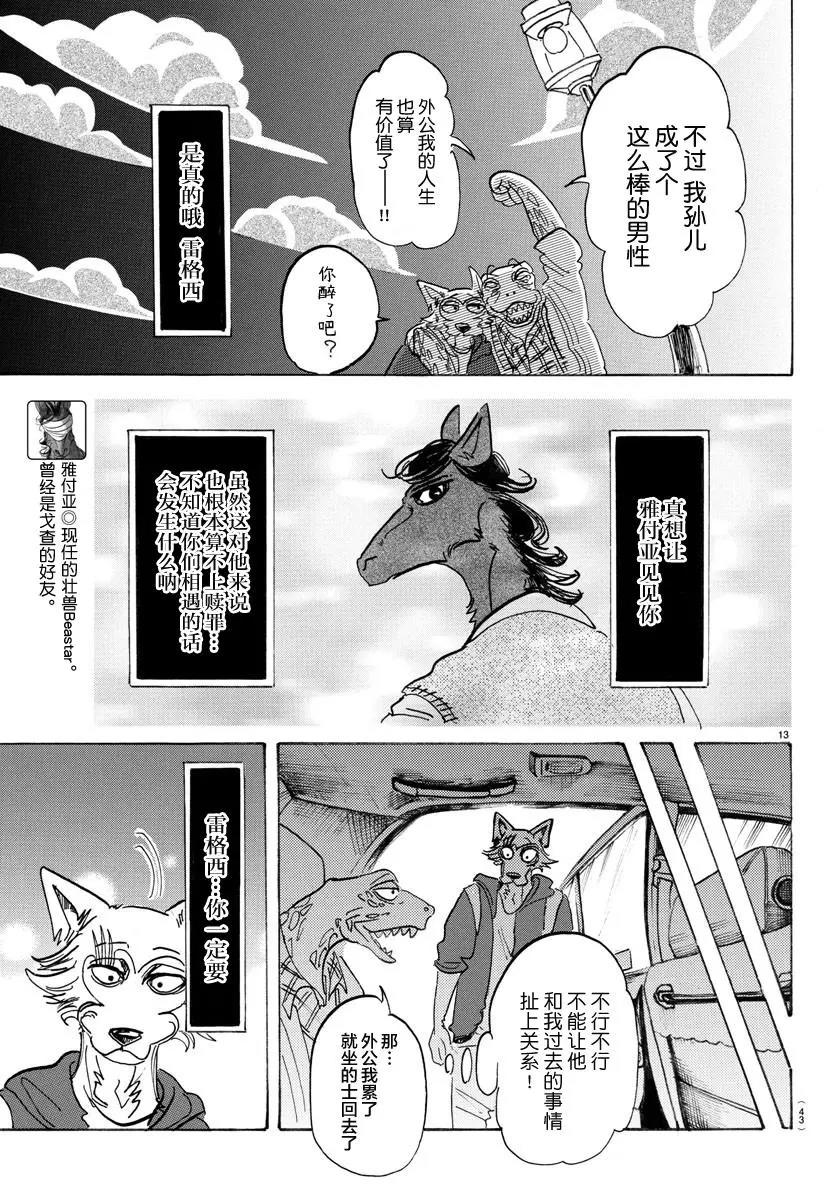 不过 我孙儿
成了个
这么棒的男性
外公我的人生
也算
有价值了——!!
你醉了吧？
是真的哦 雷格西
真想让
雅付亚见见你
虽然这对他来说
也根本算不上赎罪…
不知道你们相遇的话
会发生什么呐
雅付亚◎现任的壮兽Beastar。
曾经是戈查的好友。
13
不行不行
不能让他
和我过去的事情
扯上关系！
那…
外公我累了
就坐的士回去了
雷格西…你一定要
(43)